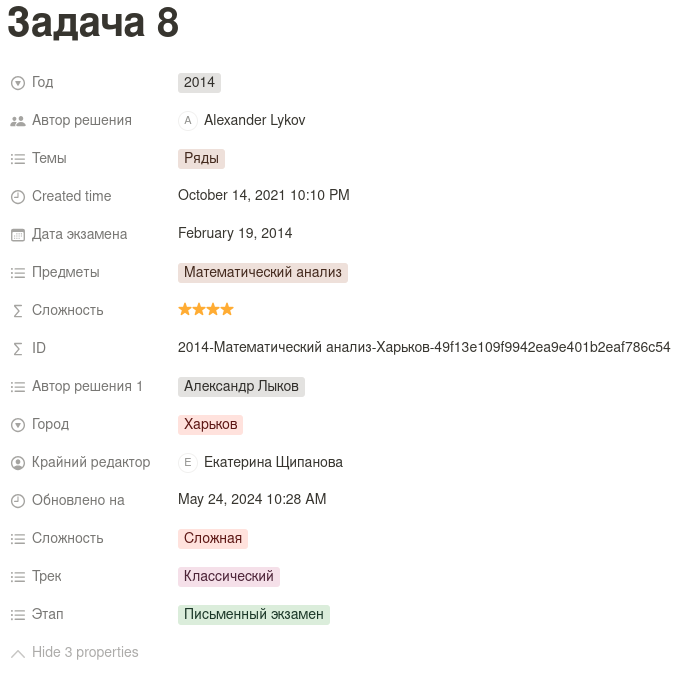 Задача 8
Год 2014
Автор решения A Alexander Lykov
Темы Ряды
Created time October 14, 2021 10:10 PM
Дата экзамена February 19, 2014
Предметы Математический анализ
Сложность ★★★★
ID 2014-Математический анализ-Харьков-49f13e109f9942ea9e401b2eaf786c54
Автор решения 1 Александр Лыков
Город Харьков
Крайний редактор E Екатерина Щипанова
Обновлено на May 24, 2024 10:28 AM
Сложность Сложная
Трек Классический
Этап Письменный экзамен
Hide 3 properties